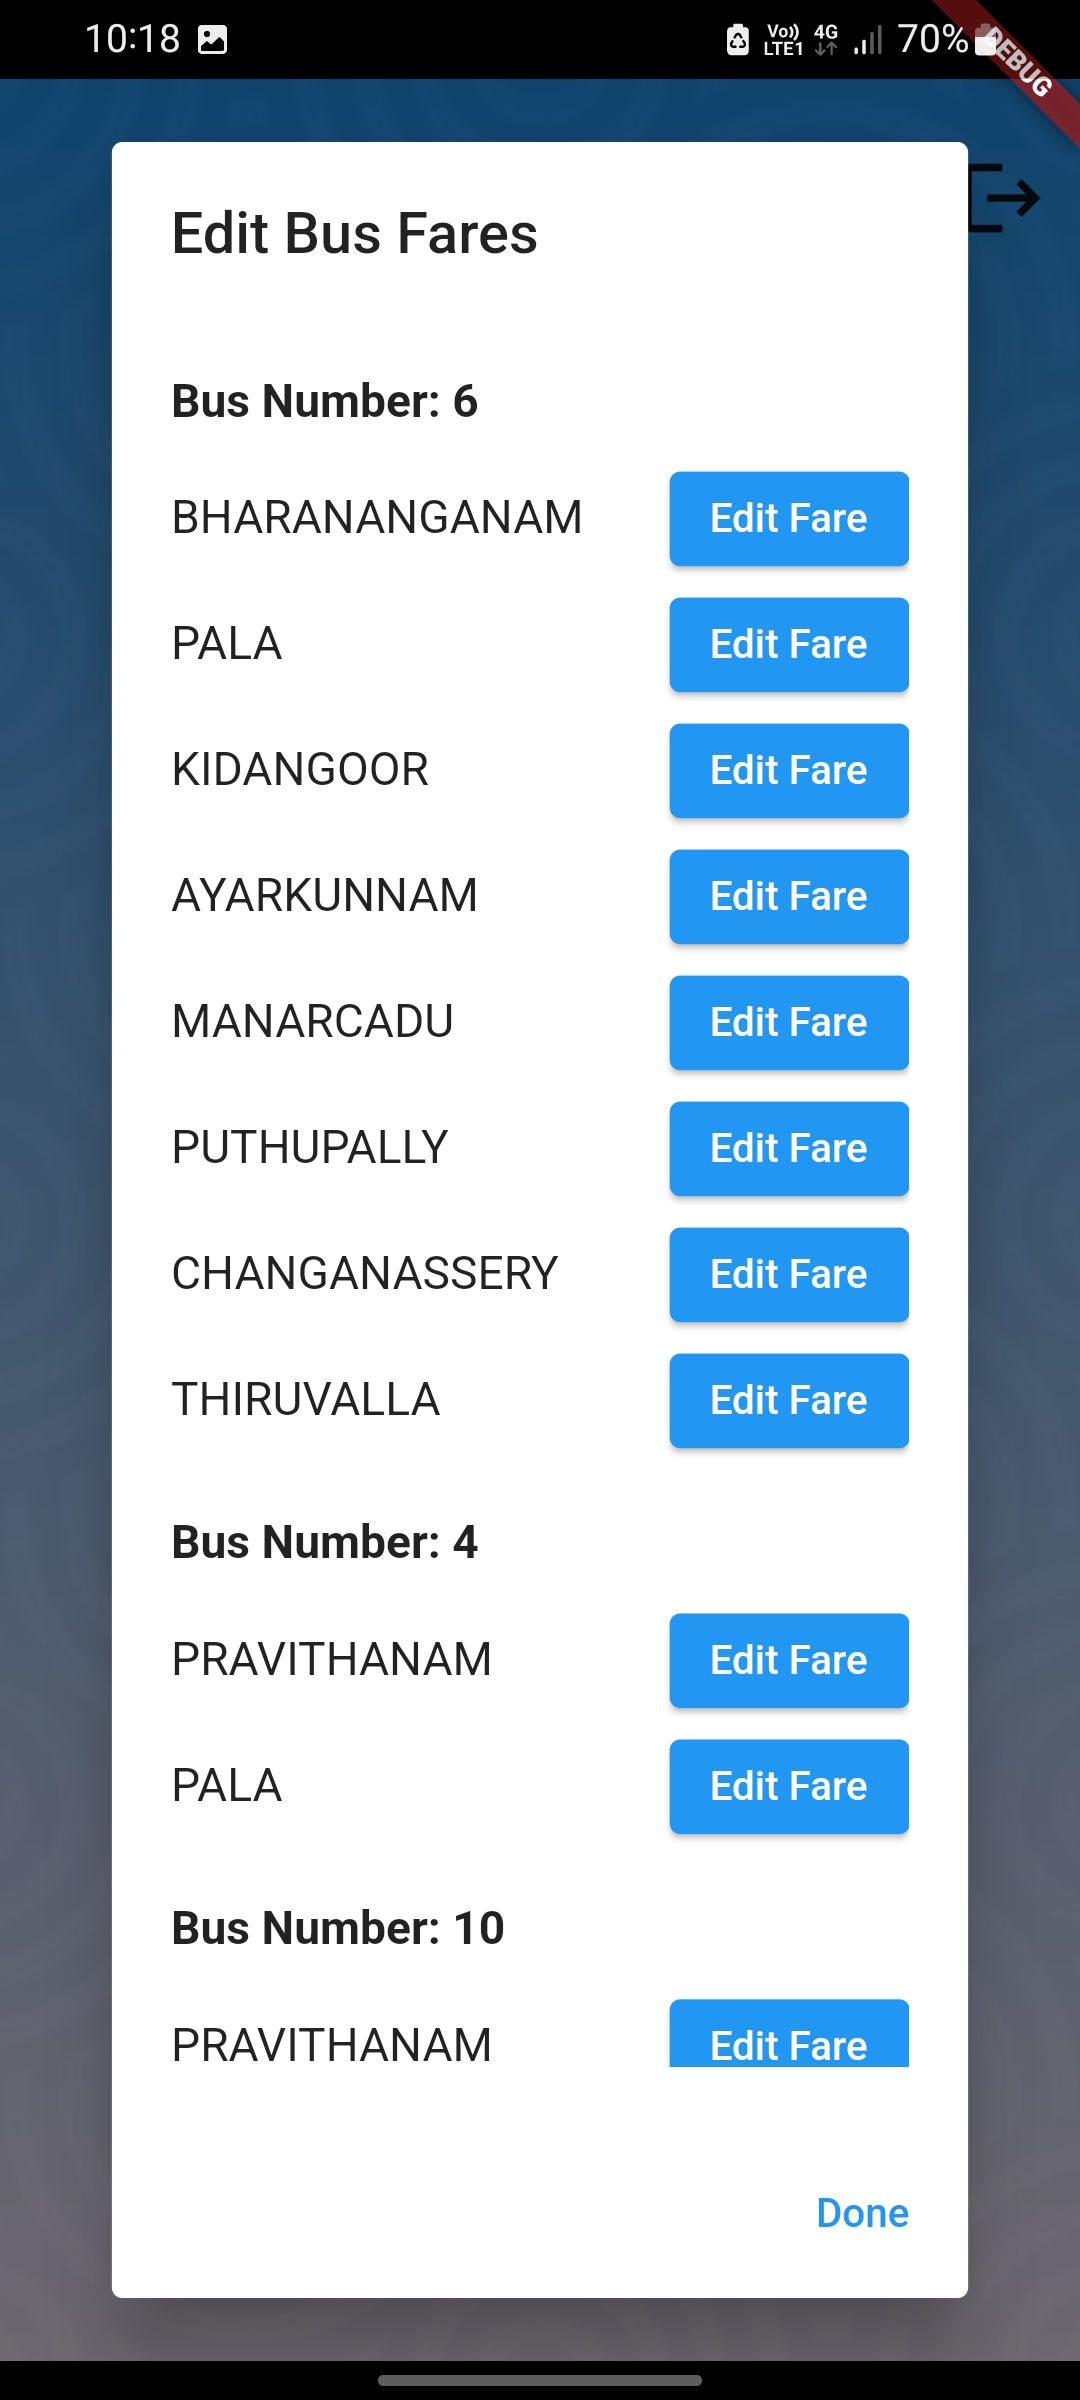 10:18
Vo)) 4G 70%
LTE1
DEBUG
Edit Bus Fares
Bus Number: 6
BHARANANGANAM Edit Fare
PALA Edit Fare
KIDANGOOR Edit Fare
AYARKUNNAM Edit Fare
MANARCADU Edit Fare
PUTHUPALLY Edit Fare
CHANGANASSERY Edit Fare
THIRUVALLA Edit Fare
Bus Number: 4
PRAVITHANAM Edit Fare
PALA Edit Fare
Bus Number: 10
PRAVITHANAM Edit Fare
Done